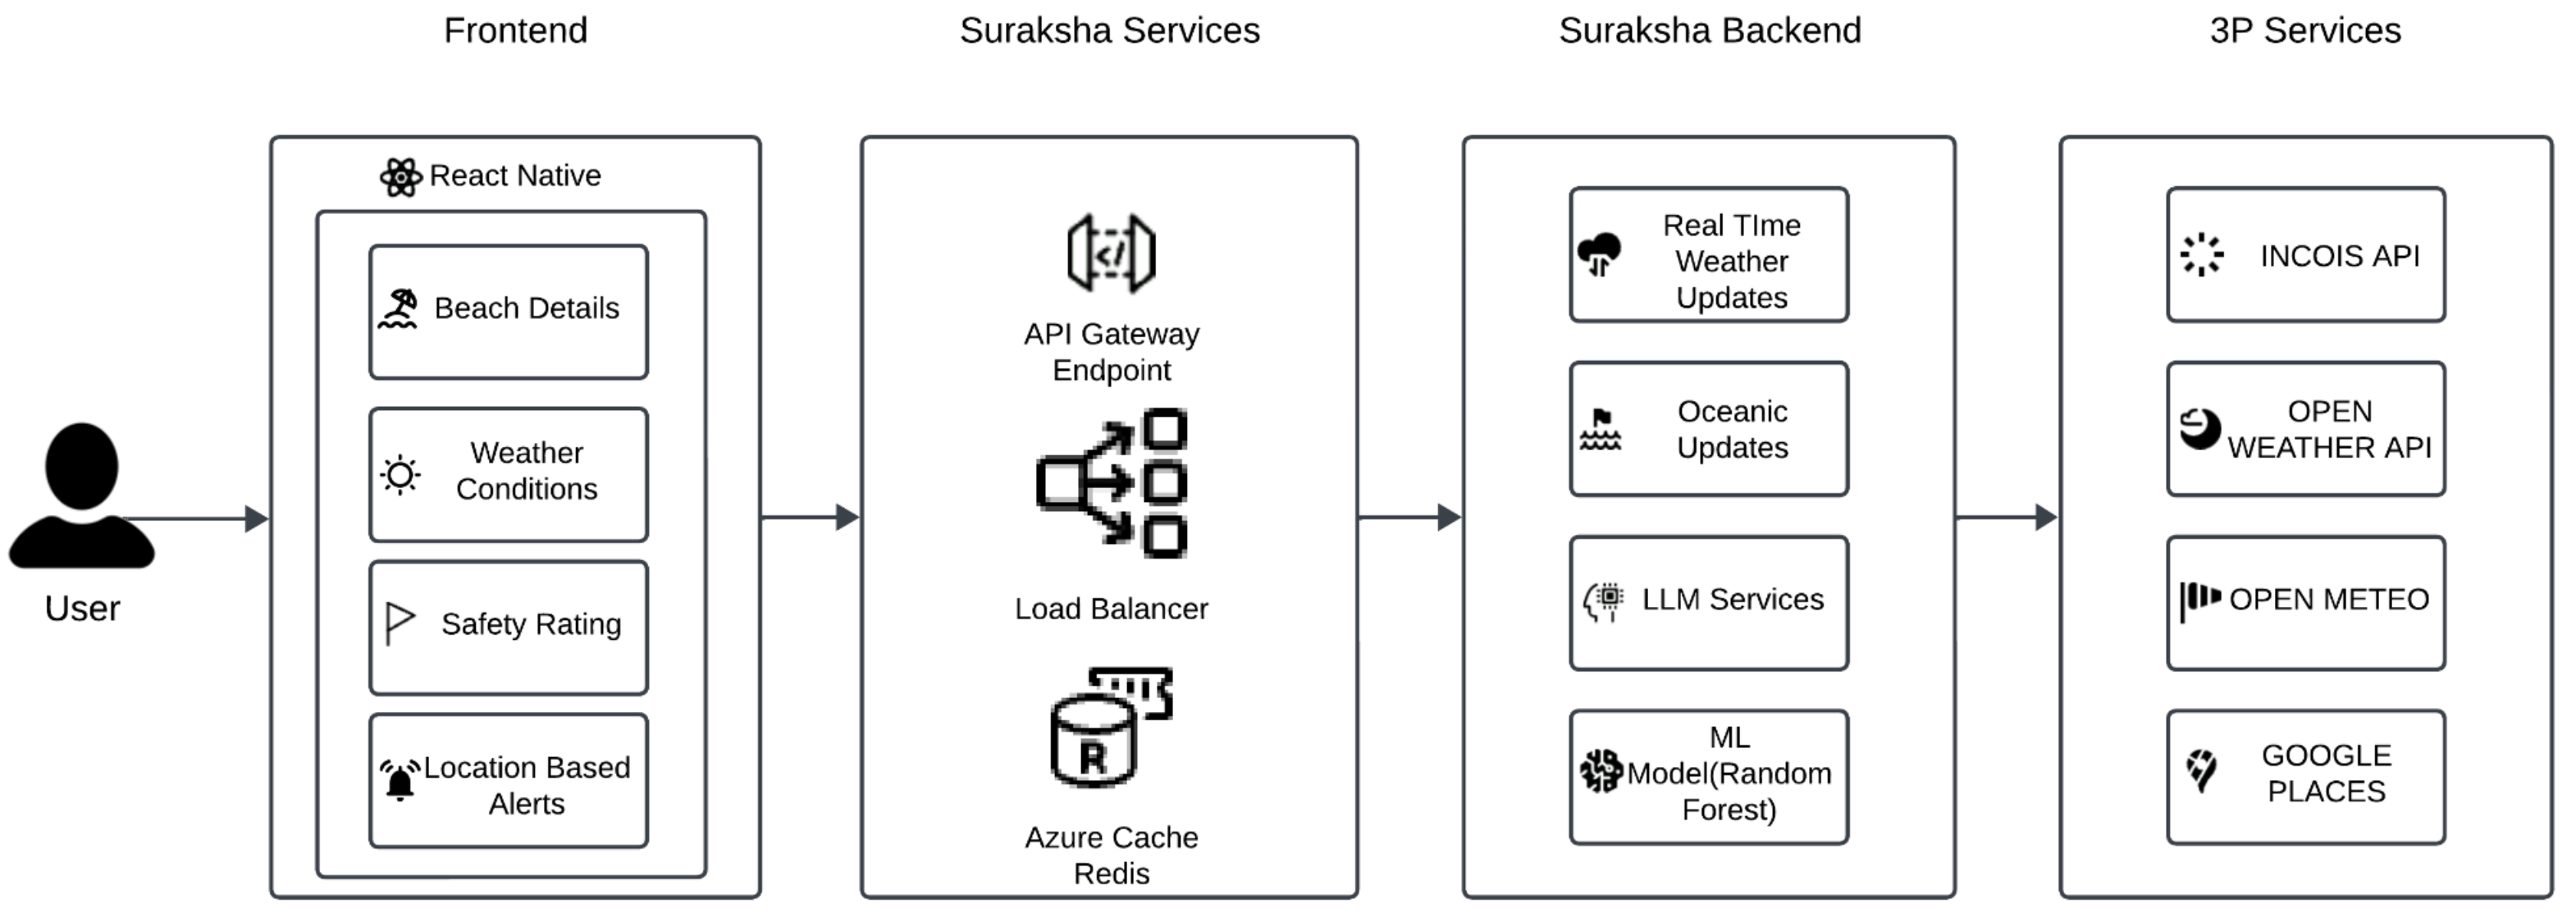 Frontend
Suraksha Services
Suraksha Backend
3P Services
User
React Native
Beach Details
Weather
Conditions
Safety Rating
Location Based
Alerts
</>
API Gateway
Endpoint
Load Balancer
R
Azure Cache
Redis
Real TIme
Weather
Updates
Oceanic
Updates
LLM Services
ML
Model(Random
Forest)
INCOIS API
OPEN
WEATHER API
OPEN METEO
GOOGLE
PLACES